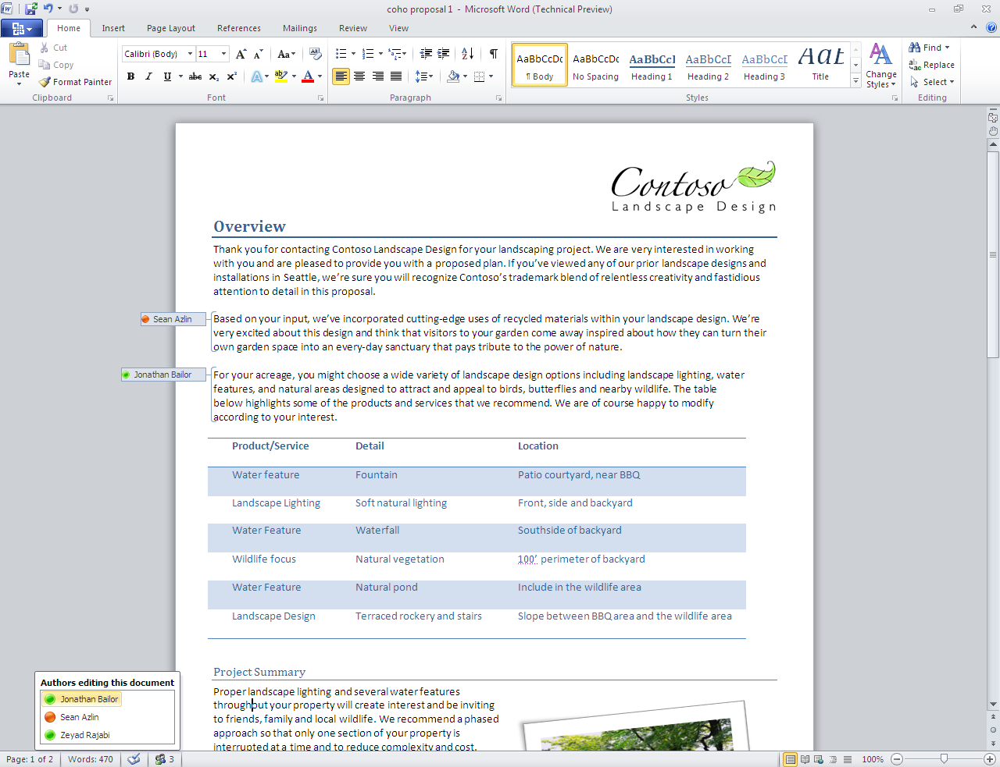 coho proposal 1 - Microsoft Word (Technical Preview)
Home Insert Page Layout References Mailings Review View
Paste
Cut
Copy
Format Painter
Clipboard
Calibri (Body) 11
B I U abc x₂ x² A ab A
Font
Paragraph
AaBbCcDc AaBbCcDc AaBbCcI AaBbCcI AaBbCcI Aat
¶ Body No Spacing Heading 1 Heading 2 Heading 3 Title
Change Styles
Styles
Find
Replace
Select
Editing
Contoso
Landscape Design
Overview
Thank you for contacting Contoso Landscape Design for your landscaping project. We are very interested in working
with you and are pleased to provide you with a proposed plan. If you've viewed any of our prior landscape designs and
installations in Seattle, we're sure you will recognize Contoso's trademark blend of relentless creativity and fastidious
attention to detail in this proposal.
Sean Azlin
Based on your input, we've incorporated cutting-edge uses of recycled materials within your landscape design. We're
very excited about this design and think that visitors to your garden come away inspired about how they can turn their
own garden space into an every-day sanctuary that pays tribute to the power of nature.
Jonathan Bailor
For your acreage, you might choose a wide variety of landscape design options including landscape lighting, water
features, and natural areas designed to attract and appeal to birds, butterflies and nearby wildlife. The table
below highlights some of the products and services that we recommend. We are of course happy to modify
according to your interest.
Product/Service Detail Location
Water feature Fountain Patio courtyard, near BBQ
Landscape Lighting Soft natural lighting Front, side and backyard
Water Feature Waterfall Southside of backyard
Wildlife focus Natural vegetation 100' perimeter of backyard
Water Feature Natural pond Include in the wildlife area
Landscape Design Terraced rockery and stairs Slope between BBQ area and the wildlife area
Project Summary
Proper landscape lighting and several water features
throughout your property will create interest and be inviting
to friends, family and local wildlife. We recommend a phased
approach so that only one section of your property is
interrupted at a time and to reduce complexity and cost.
Authors editing this document
Jonathan Bailor
Sean Azlin
Zeyad Rajabi
Page: 1 of 2 Words: 470 3 100%